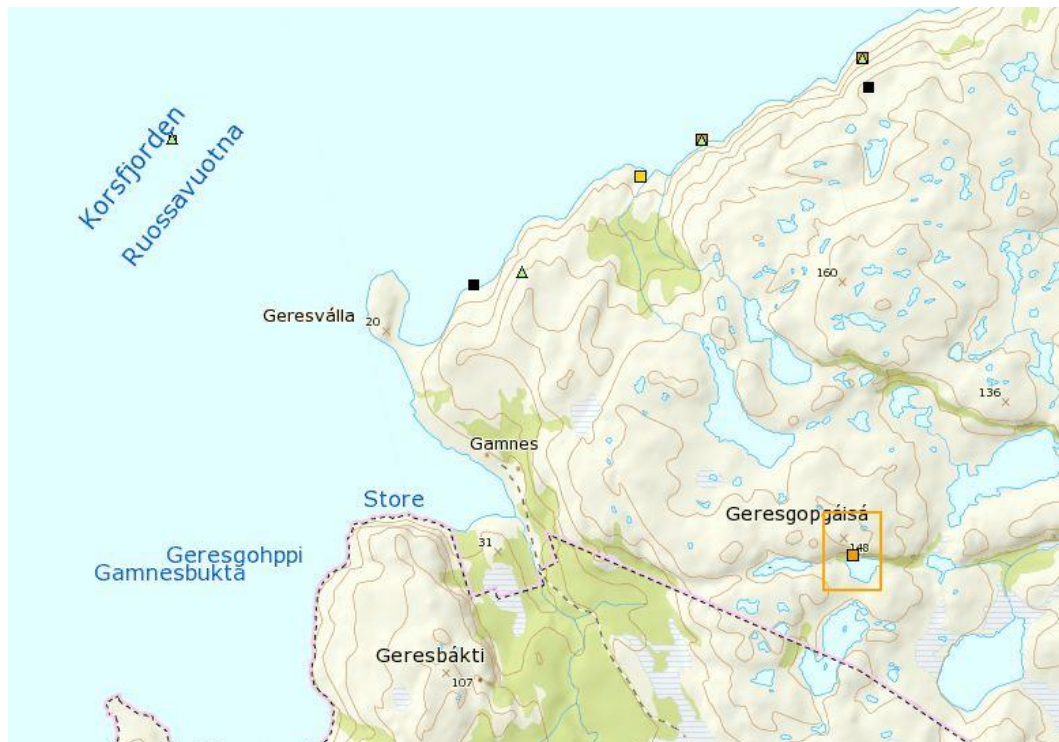 Korsfjorden
Ruossavuotna
160
Geresválla
20
136
Gamnes
Store
Geresgopgáisá
148
31
Geresgohppi
Gamnesbukta
Geresbákti
107